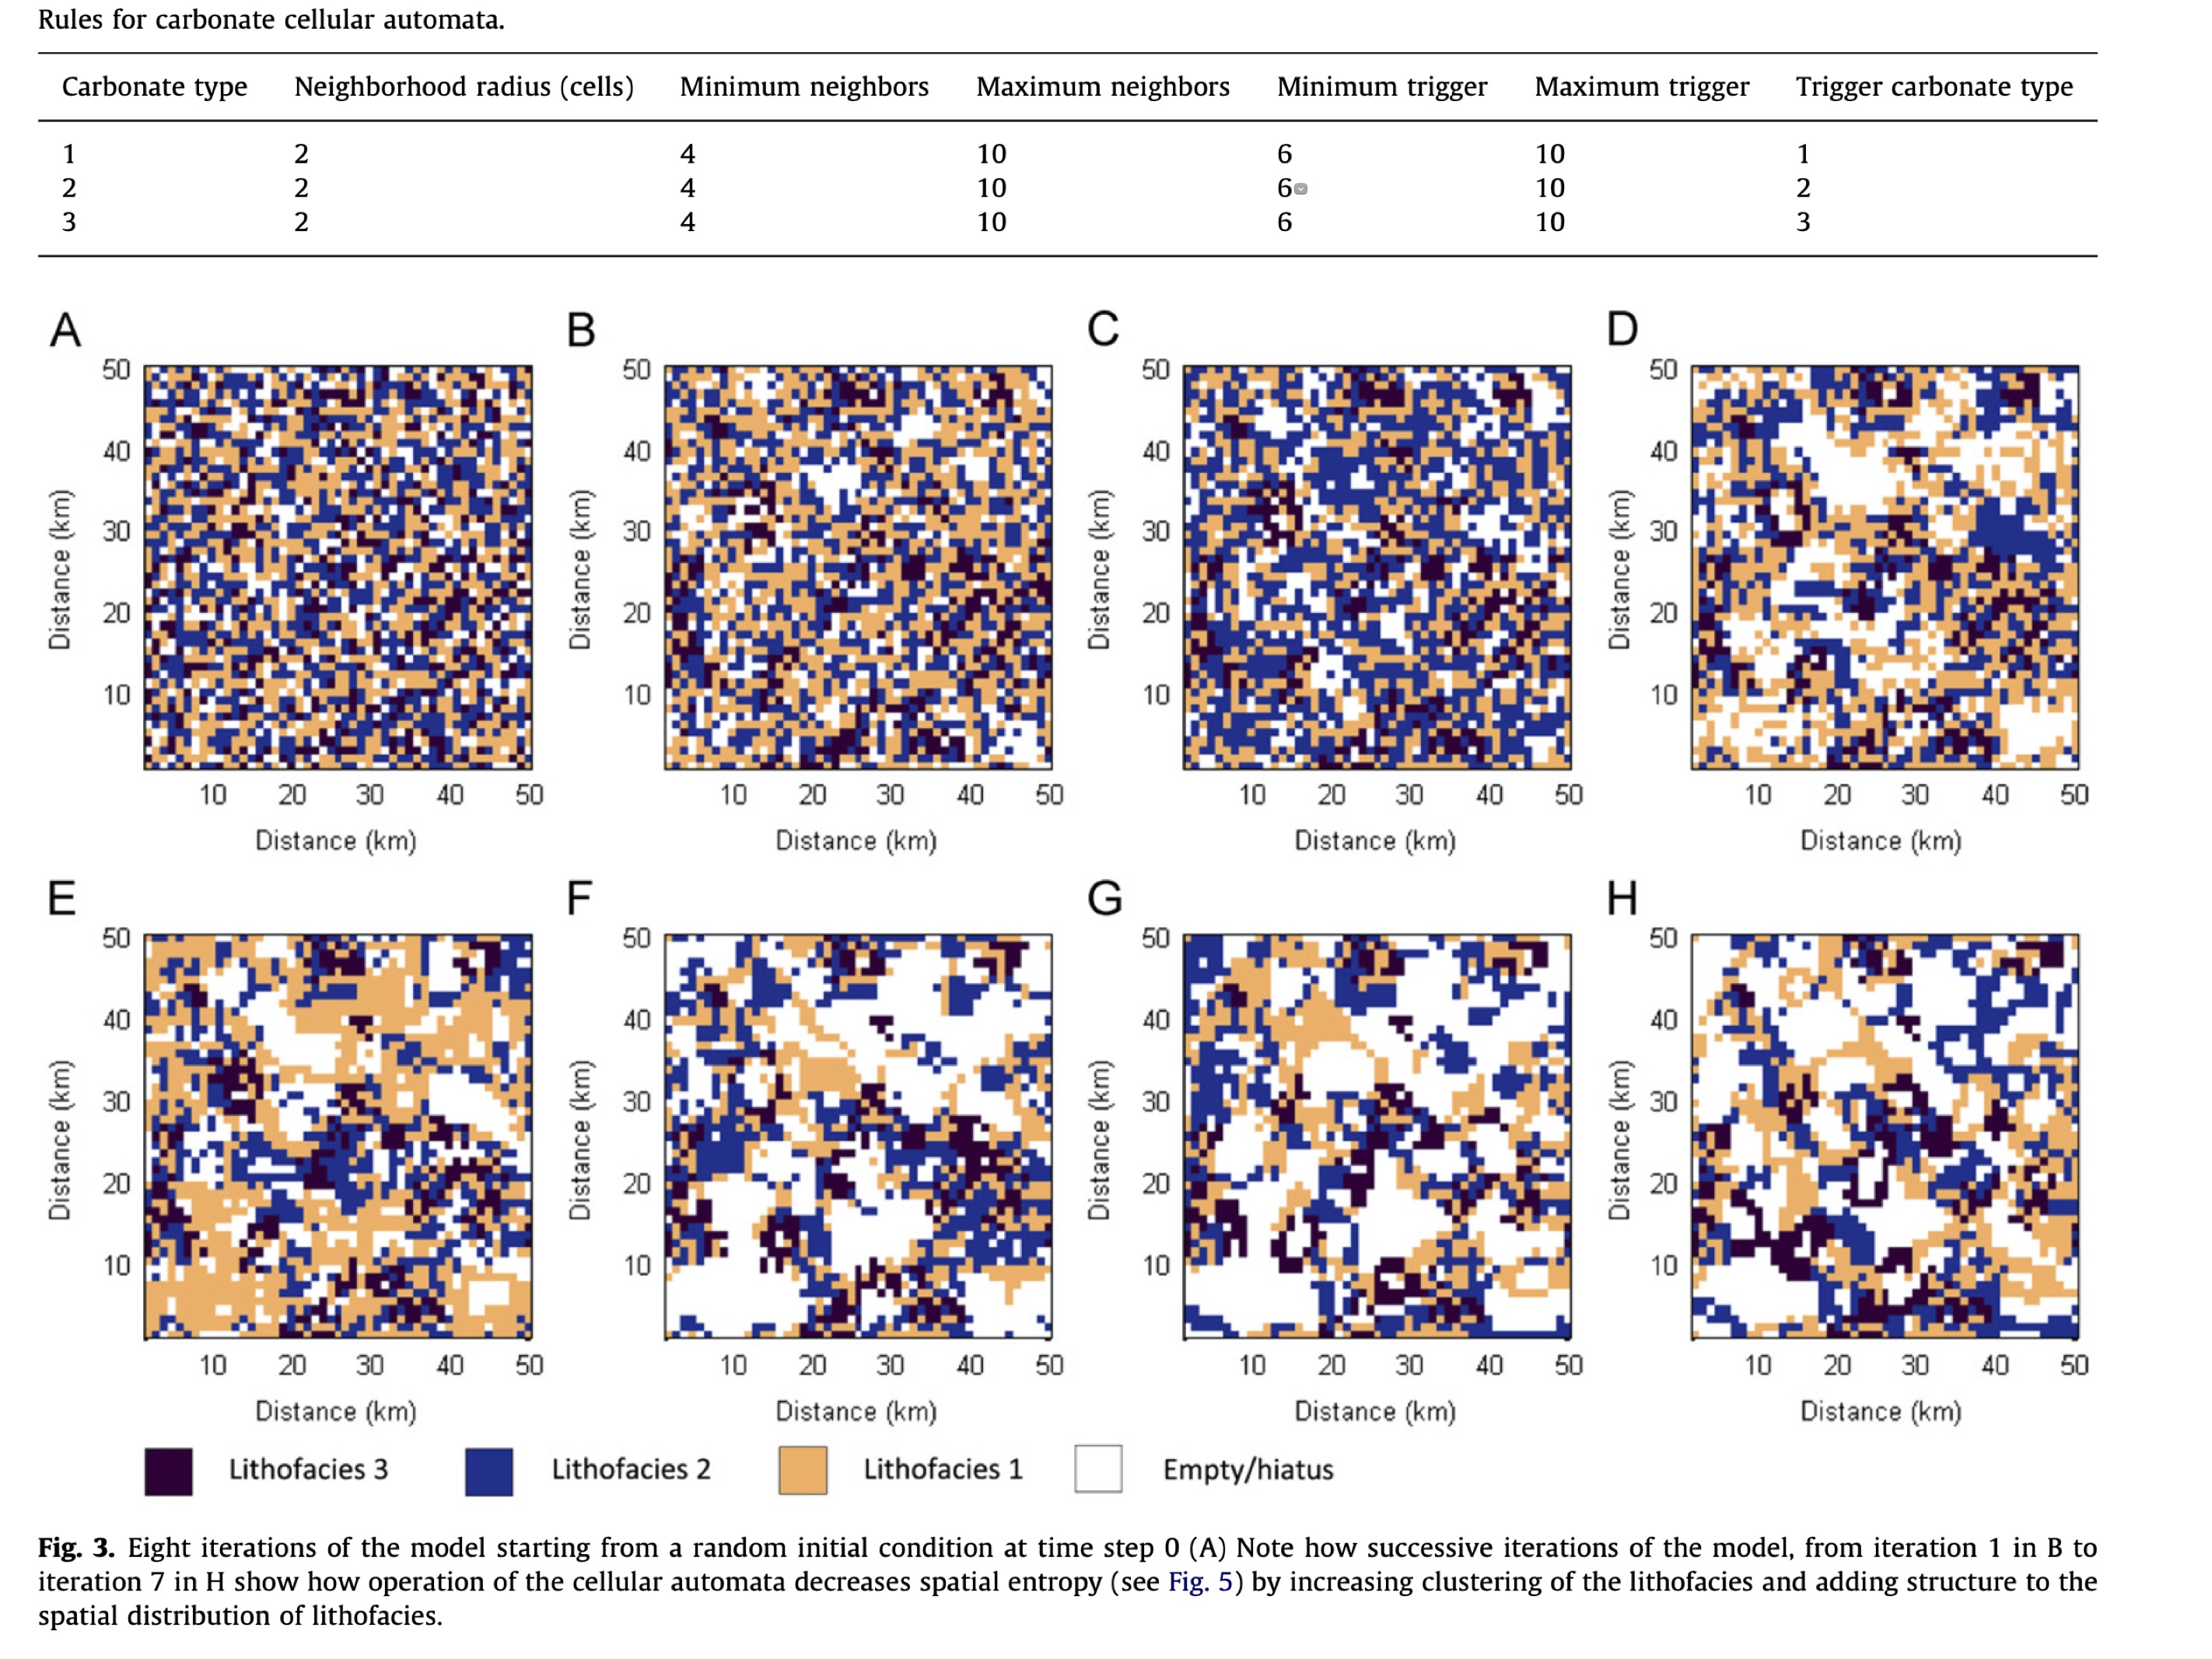 Rules for carbonate cellular automata.
Carbonate type Neighborhood radius (cells) Minimum neighbors Maximum neighbors Minimum trigger Maximum trigger Trigger carbonate type
1 2 4 10 6 10 1
2 2 4 10 6 10 2
3 2 4 10 6 10 3
A B C D
50 50 50 50
40 40 40 40
30 30 30 30
20 20 20 20
10 10 10 10
Distance (km) Distance (km) Distance (km) Distance (km)
10 20 30 40 50 10 20 30 40 50 10 20 30 40 50 10 20 30 40 50
Distance (km) Distance (km) Distance (km) Distance (km)
E F G H
50 50 50 50
40 40 40 40
30 30 30 30
20 20 20 20
10 10 10 10
Distance (km) Distance (km) Distance (km) Distance (km)
10 20 30 40 50 10 20 30 40 50 10 20 30 40 50 10 20 30 40 50
Distance (km) Distance (km) Distance (km) Distance (km)
Lithofacies 3 Lithofacies 2 Lithofacies 1 Empty/hiatus
Fig. 3. Eight iterations of the model starting from a random initial condition at time step 0 (A) Note how successive iterations of the model, from iteration 1 in B to
iteration 7 in H show how operation of the cellular automata decreases spatial entropy (see Fig. 5) by increasing clustering of the lithofacies and adding structure to the
spatial distribution of lithofacies.